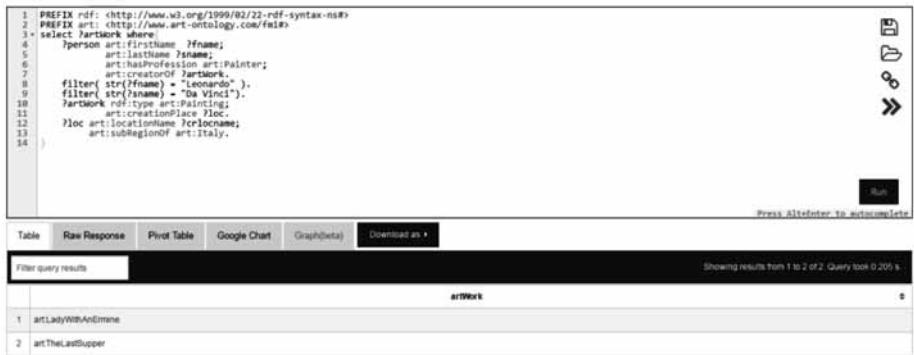 1 PREFIX rdf: <http://www.w3.org/1999/02/22-rdf-syntax-ns#>
2 PREFIX art: <http://www.art-ontology.com/fmi#>
3 select ?artWork where
4 ?person art:firstName ?fname;
5 art:lastName ?sname;
6 art:hasProfession art:Painter;
7 art:creatorOf ?artWork.
8 filter( str(?fname) = "Leonardo" ).
9 filter( str(?sname) = "Da Vinci").
10 ?artWork rdf:type art:Painting;
11 art:creationPlace ?loc.
12 ?loc art:locationName ?crlocname;
13 art:subRegionOf art:Italy.
14 }
Run
Press Alt+Enter to autocomplete
Table Raw Response Pivot Table Google Chart Graph(beta) Download as
Filter query results Showing results from 1 to 2 of 2. Query took 0.205 s.
artWork
1 art:LadyWithAnErmine
2 art:TheLastSupper